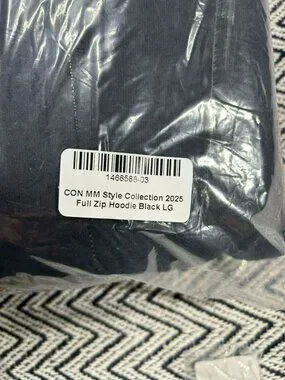 1468588-03
CON MM Style Collection 2025
Full Zip Hoodie Black LG